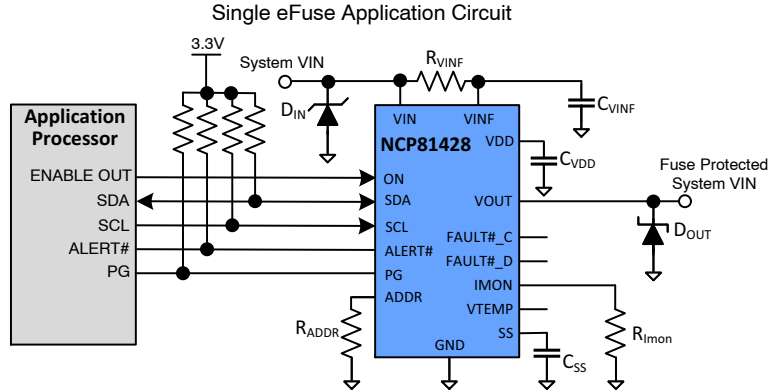 Single eFuse Application Circuit
3.3V
System VIN
RVINF
CVINF
DIN
Application
Processor
VIN
VINF
NCP81428
VDD
CVDD
ENABLE OUT
ON
SDA
SDA
VOUT
Fuse Protected
System VIN
SCL
SCL
DOUT
ALERT#
ALERT#
FAULT#_C
FAULT#_D
PG
PG
IMON
ADDR
VTEMP
RADDR
RImon
SS
GND
CSS